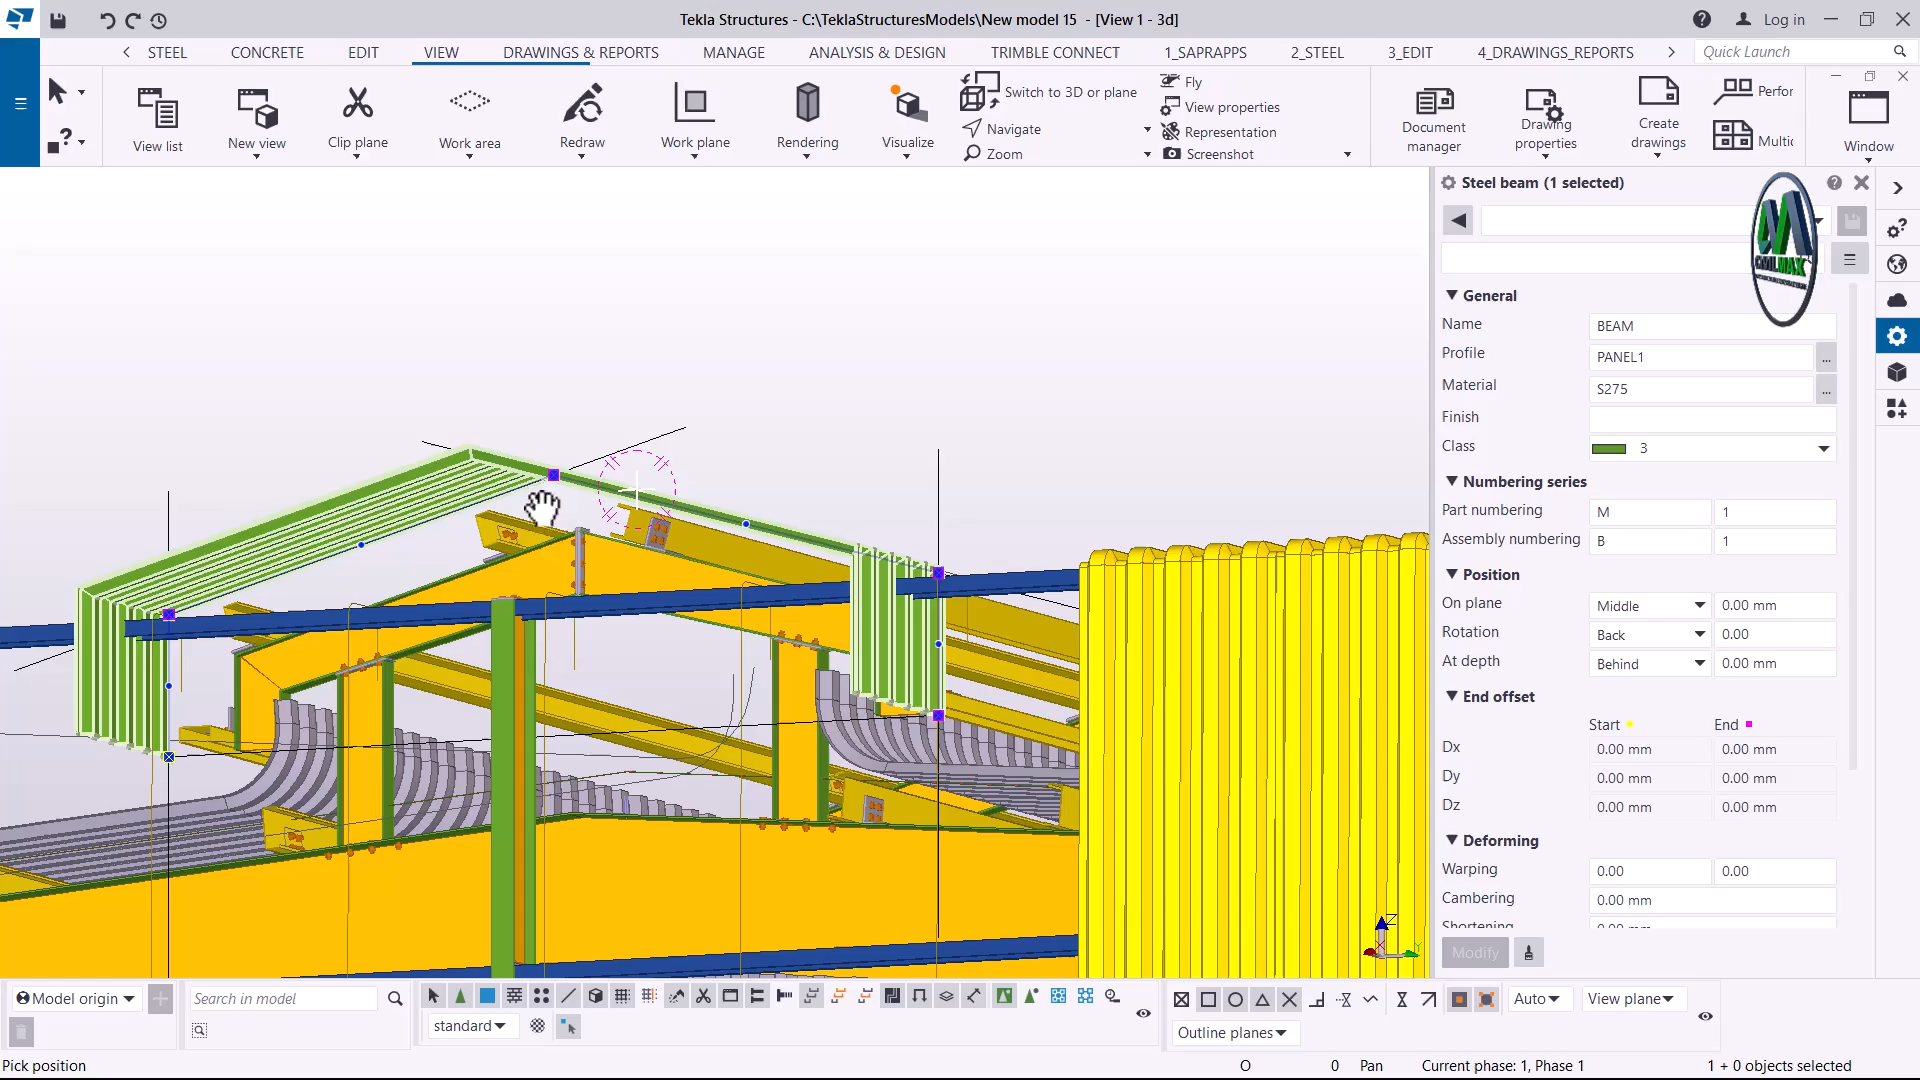 Tekla Structures - C:\TeklaStructuresModels\New model 15 - [View 1 - 3d]
Log in
STEEL CONCRETE EDIT VIEW DRAWINGS & REPORTS MANAGE ANALYSIS & DESIGN TRIMBLE CONNECT 1_SAPRAPPS 2_STEEL 3_EDIT 4_DRAWINGS_REPORTS
Quick Launch
View list
New view
Clip plane
Work area
Redraw
Work plane
Rendering
Visualize
Switch to 3D or plane
Navigate
Zoom
Fly
View properties
Representation
Screenshot
Document manager
Drawing properties
Create drawings
Perfor
Multi
Window
Steel beam (1 selected)
CIVILMAX
General
Name BEAM
Profile PANEL1 ...
Material S275 ...
Finish
Class 3
Numbering series
Part numbering M 1
Assembly numbering B 1
Position
On plane Middle 0.00 mm
Rotation Back 0.00
At depth Behind 0.00 mm
End offset
Start End
Dx 0.00 mm 0.00 mm
Dy 0.00 mm 0.00 mm
Dz 0.00 mm 0.00 mm
Deforming
Warping 0.00 0.00
Cambering 0.00 mm
Shortening 0.00 mm
Modify
Z
Model origin
Search in model
standard
Auto
View plane
Outline planes
Pick position
O 0 Pan Current phase: 1, Phase 1 1 + 0 objects selected